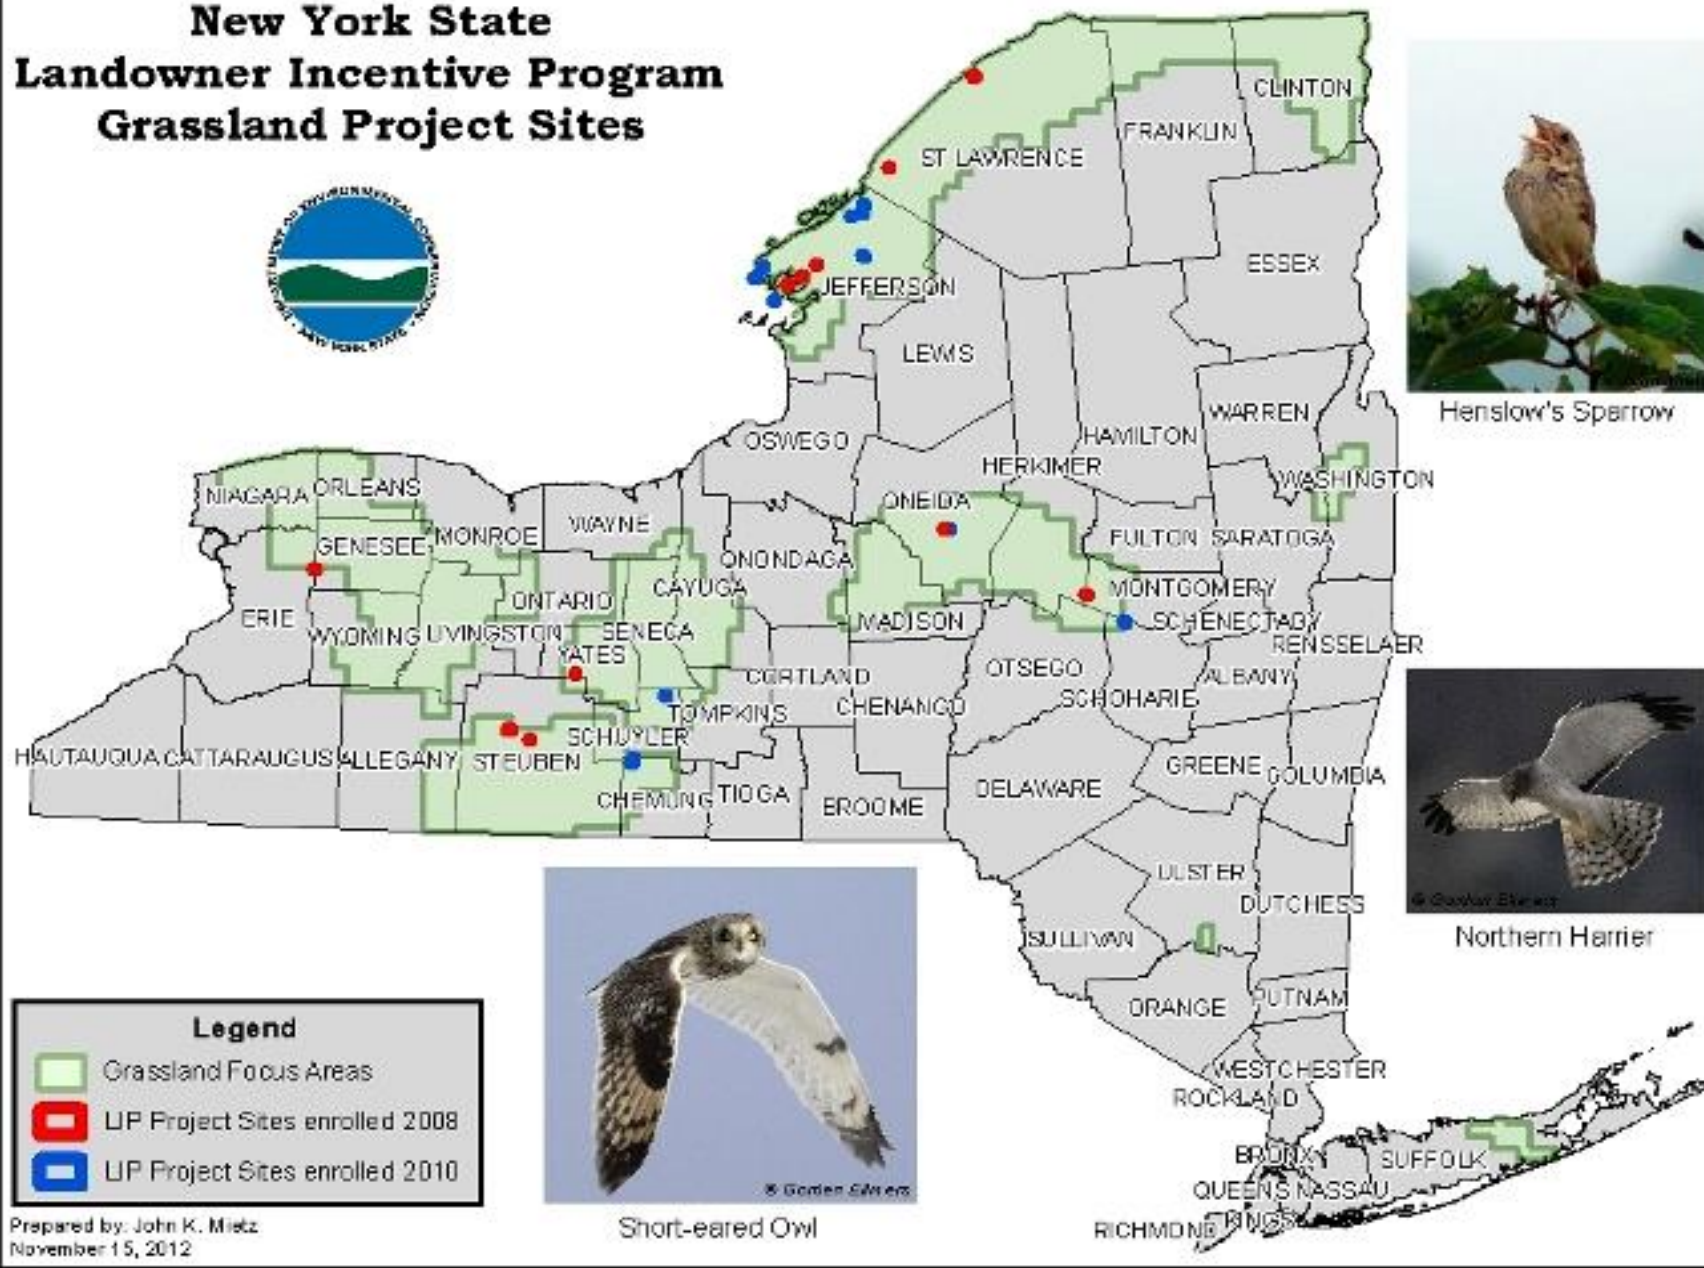 New York State
Landowner Incentive Program
Grassland Project Sites
CLINTON
FRANKLIN
ST LAWRENCE
ESSEX
JEFFERSON
LEWIS
WARREN
Henslow's Sparrow
HAMILTON
OSWEGO
HERKIMER
WASHINGTON
NIAGARA
ORLEANS
ONEIDA
WAYNE
MONROE
GENESEE
FULTON
SARATOGA
ONONDAGA
CAYUGA
MONTGOMERY
ONTARIO
ERIE
MADISON
SCHENECTADY
WYOMING
LIVINGSTON
SENECA
RENSSELAER
YATES
OTSEGO
CORTLAND
ALBANY
SCHOHARIE
CHENANGO
TOMPKINS
SCHUYLER
HAUTAUQUA
CATTARAUGUS
ALLEGANY
STEUBEN
GREENE
COLUMBIA
DELAWARE
CHEMUNG
TIOGA
BROOME
ULSTER
DUTCHESS
SULLIVAN
Northern Harrier
ORANGE
PUTNAM
Legend
Grassland Focus Areas
LIP Project Sites enrolled 2008
LIP Project Sites enrolled 2010
WESTCHESTER
ROCKLAND
BRONX
SUFFOLK
QUEENS
NASSAU
KINGS
RICHMOND
Short-eared Owl
Prepared by: John K. Mietz
November 15, 2012